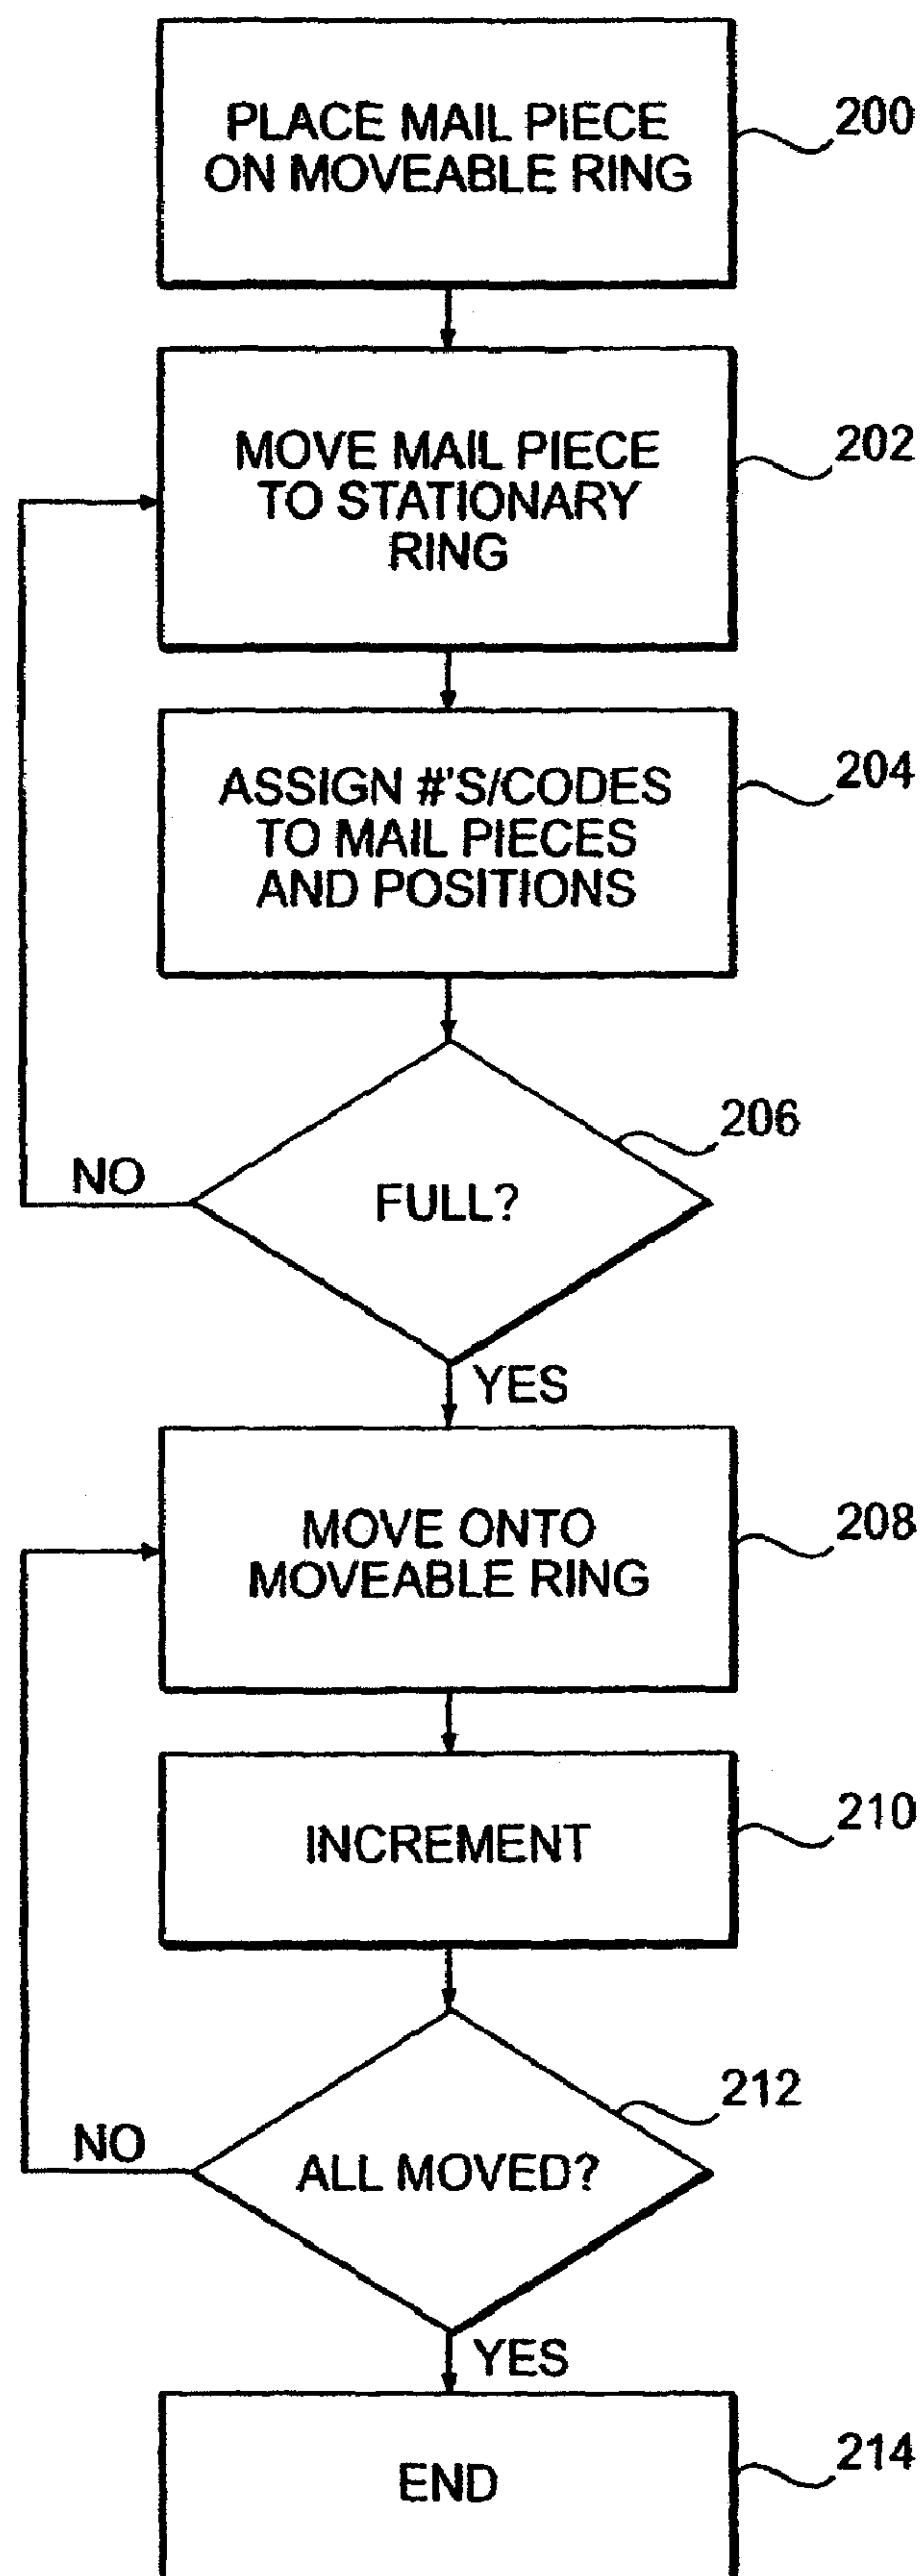 PLACE MAIL PIECE
ON MOVEABLE RING
200
MOVE MAIL PIECE
TO STATIONARY
RING
202
ASSIGN #'S/CODES
TO MAIL PIECES
AND POSITIONS
204
FULL?
206
NO
YES
MOVE ONTO
MOVEABLE RING
208
INCREMENT
210
ALL MOVED?
212
NO
YES
END
214